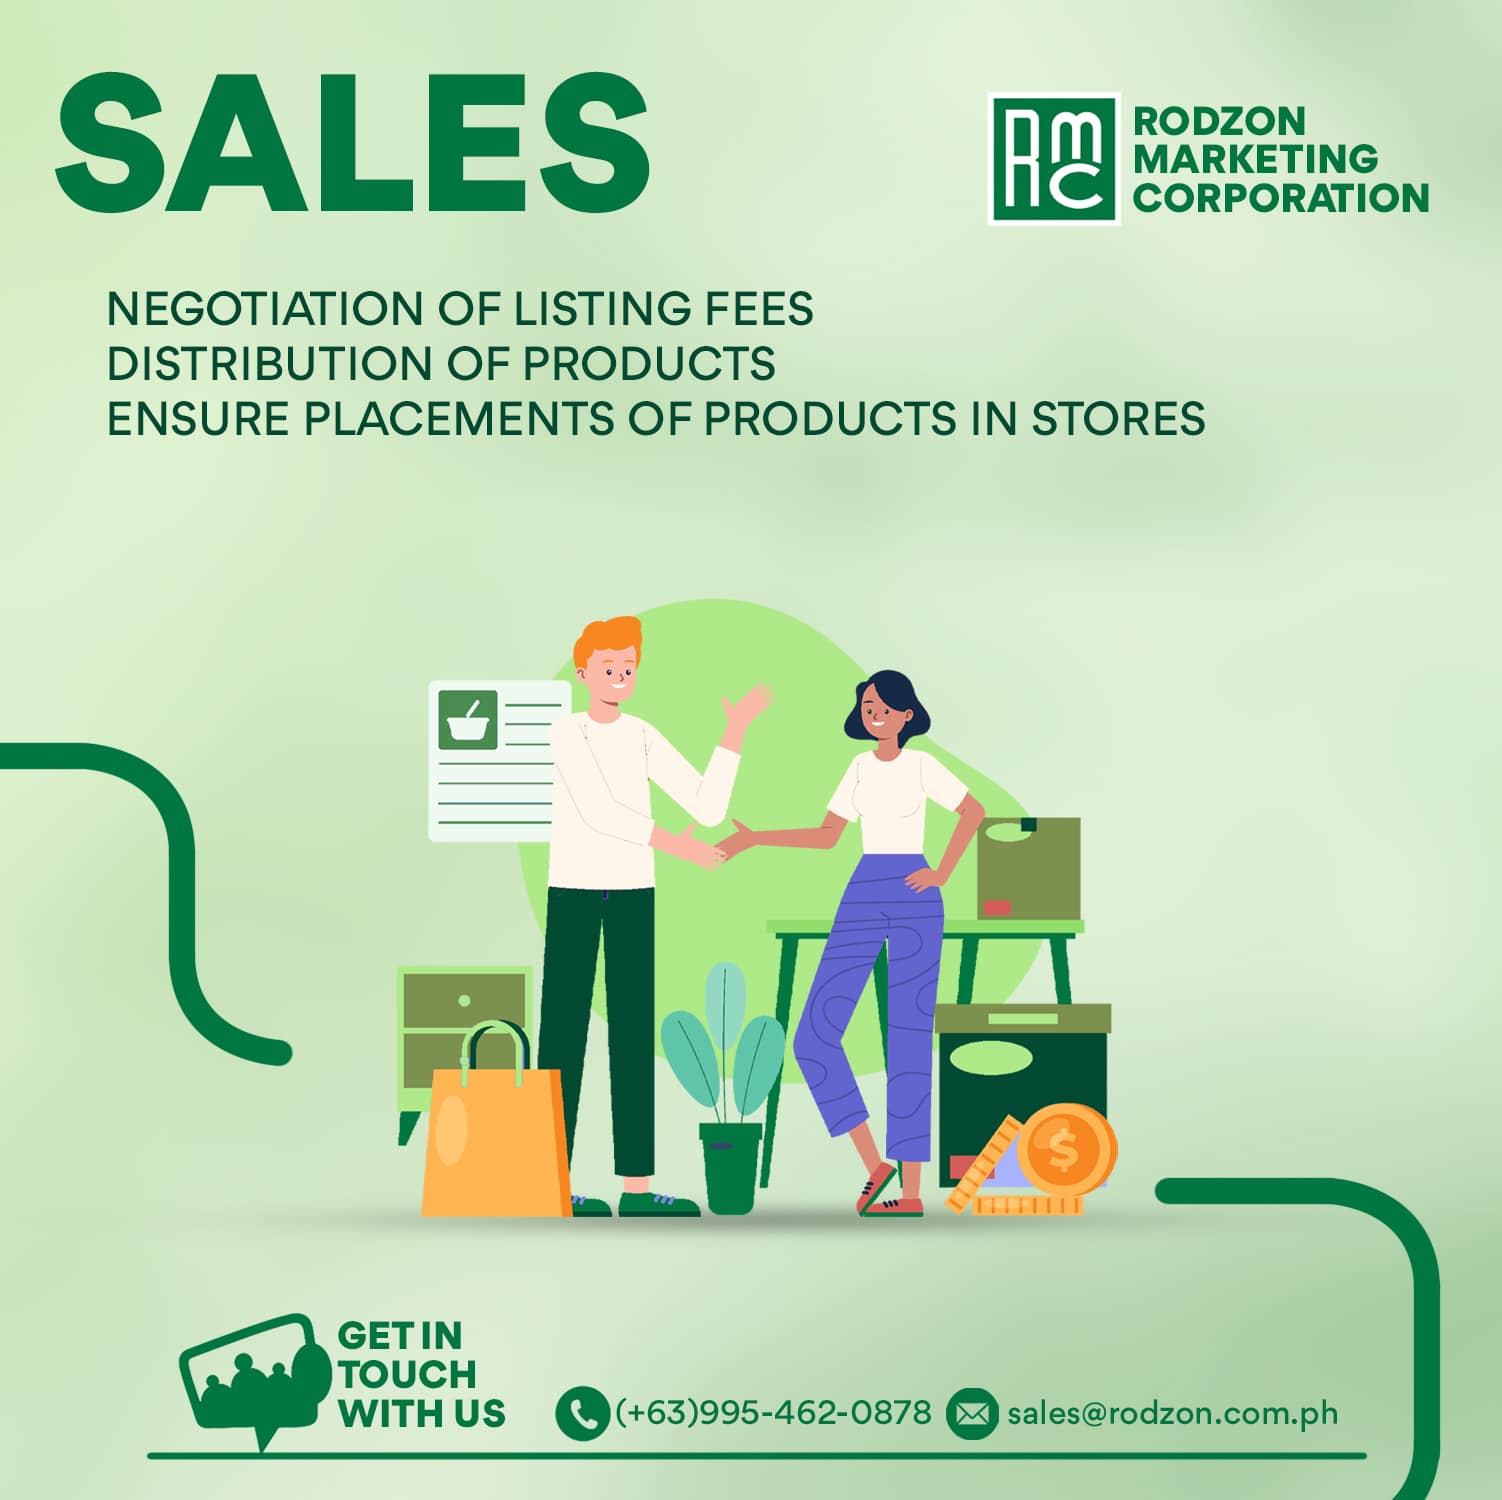 SALES
RMC
RODZON
MARKETING
CORPORATION
NEGOTIATION OF LISTING FEES
DISTRIBUTION OF PRODUCTS
ENSURE PLACEMENTS OF PRODUCTS IN STORES
$
GET IN
TOUCH
WITH US
(+63)995-462-0878
sales@rodzon.com.ph